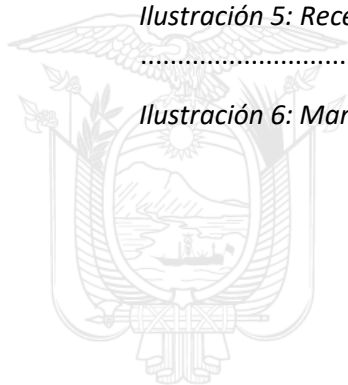 Ilustración 5: Rece
................................
Ilustración 6: Mar